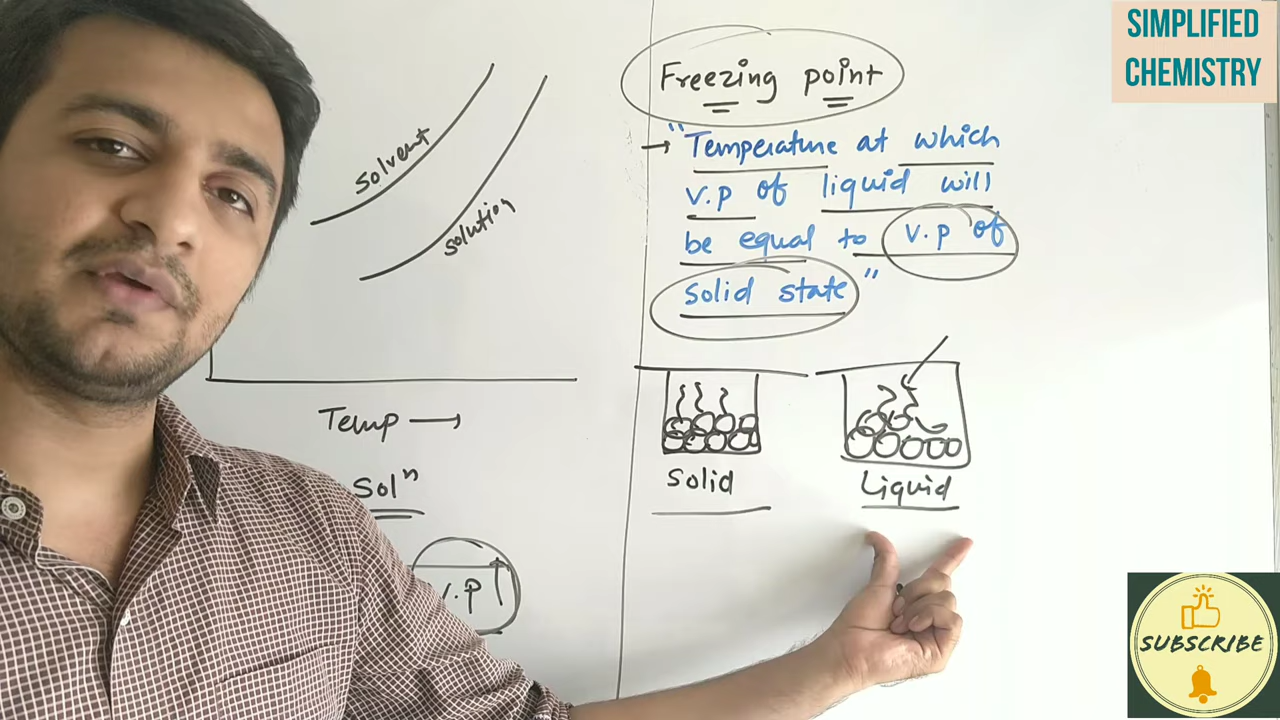 SIMPLIFIED
CHEMISTRY
Freezing point
→ "Temperature at which
v.p of liquid will
be equal to v.p of
solid state"
solvent
solution
Temp →
Solⁿ
v.p ↑
Solid
Liquid
SUBSCRIBE